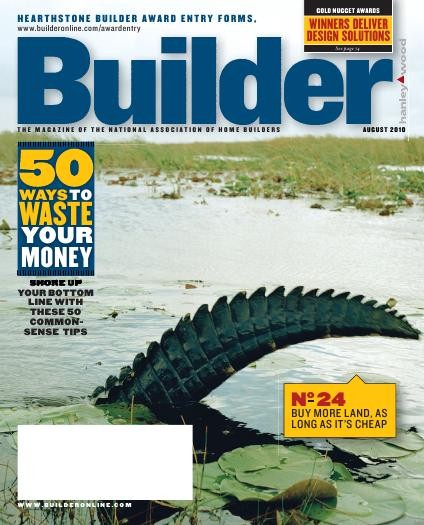 HEARTHSTONE BUILDER AWARD ENTRY FORMS,
www.builderonline.com/awardentry
GOLD NUGGET AWARDS
WINNERS DELIVER
DESIGN SOLUTIONS
See page 54
Builder
hanley wood
THE MAGAZINE OF THE NATIONAL ASSOCIATION OF HOME BUILDERS
AUGUST 2010
50
WAYS TO
WASTE
YOUR
MONEY
SHORE UP
YOUR BOTTOM
LINE WITH
THESE 50
COMMON-
SENSE TIPS
Nº 24
BUY MORE LAND, AS
LONG AS IT'S CHEAP
WWW.BUILDERONLINE.COM